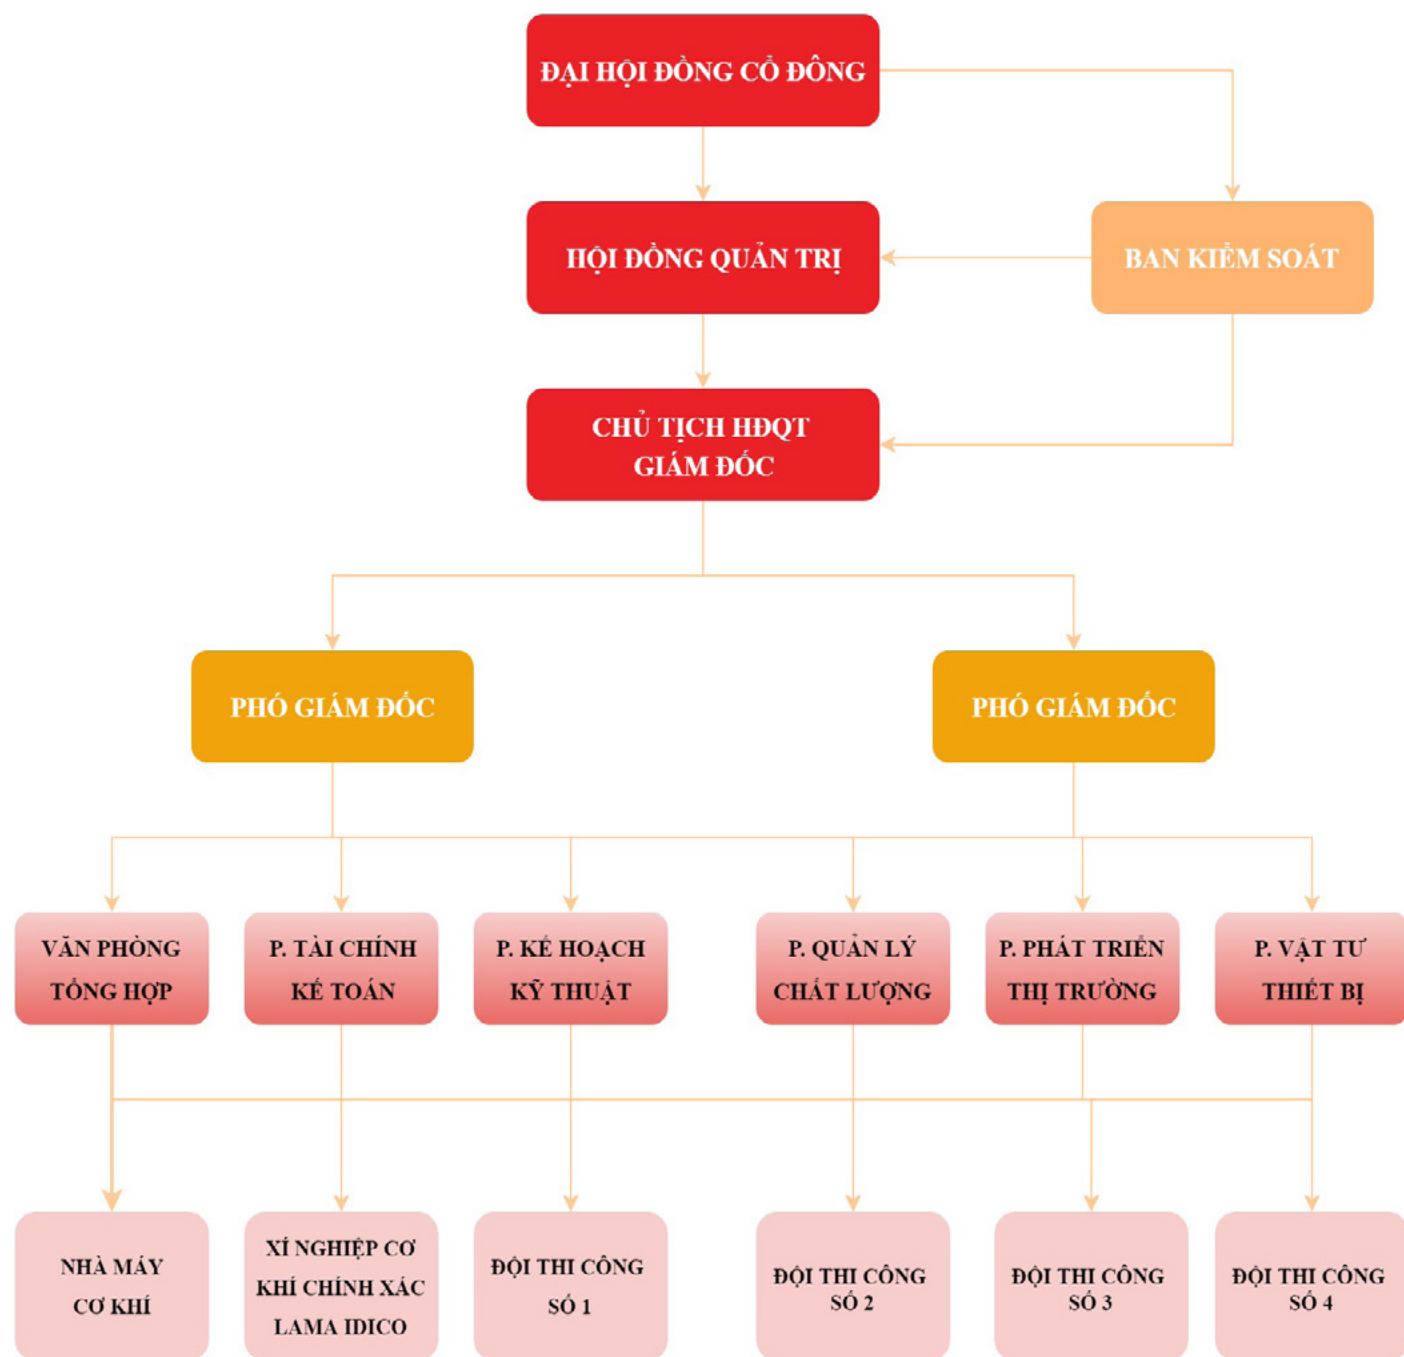 ĐẠI HỘI ĐỒNG CỔ ĐÔNG
HỘI ĐỒNG QUẢN TRỊ
BAN KIỂM SOÁT
CHỦ TỊCH HĐQT
GIÁM ĐỐC
PHÓ GIÁM ĐỐC
PHÓ GIÁM ĐỐC
VĂN PHÒNG
TỔNG HỢP
P. TÀI CHÍNH
KẾ TOÁN
P. KẾ HOẠCH
KỸ THUẬT
P. QUẢN LÝ
CHẤT LƯỢNG
P. PHÁT TRIỂN
THỊ TRƯỜNG
P. VẬT TƯ
THIẾT BỊ
NHÀ MÁY
CƠ KHÍ
XÍ NGHIỆP CƠ
KHÍ CHÍNH XÁC
LAMA IDICO
ĐỘI THI CÔNG
SỐ 1
ĐỘI THI CÔNG
SỐ 2
ĐỘI THI CÔNG
SỐ 3
ĐỘI THI CÔNG
SỐ 4